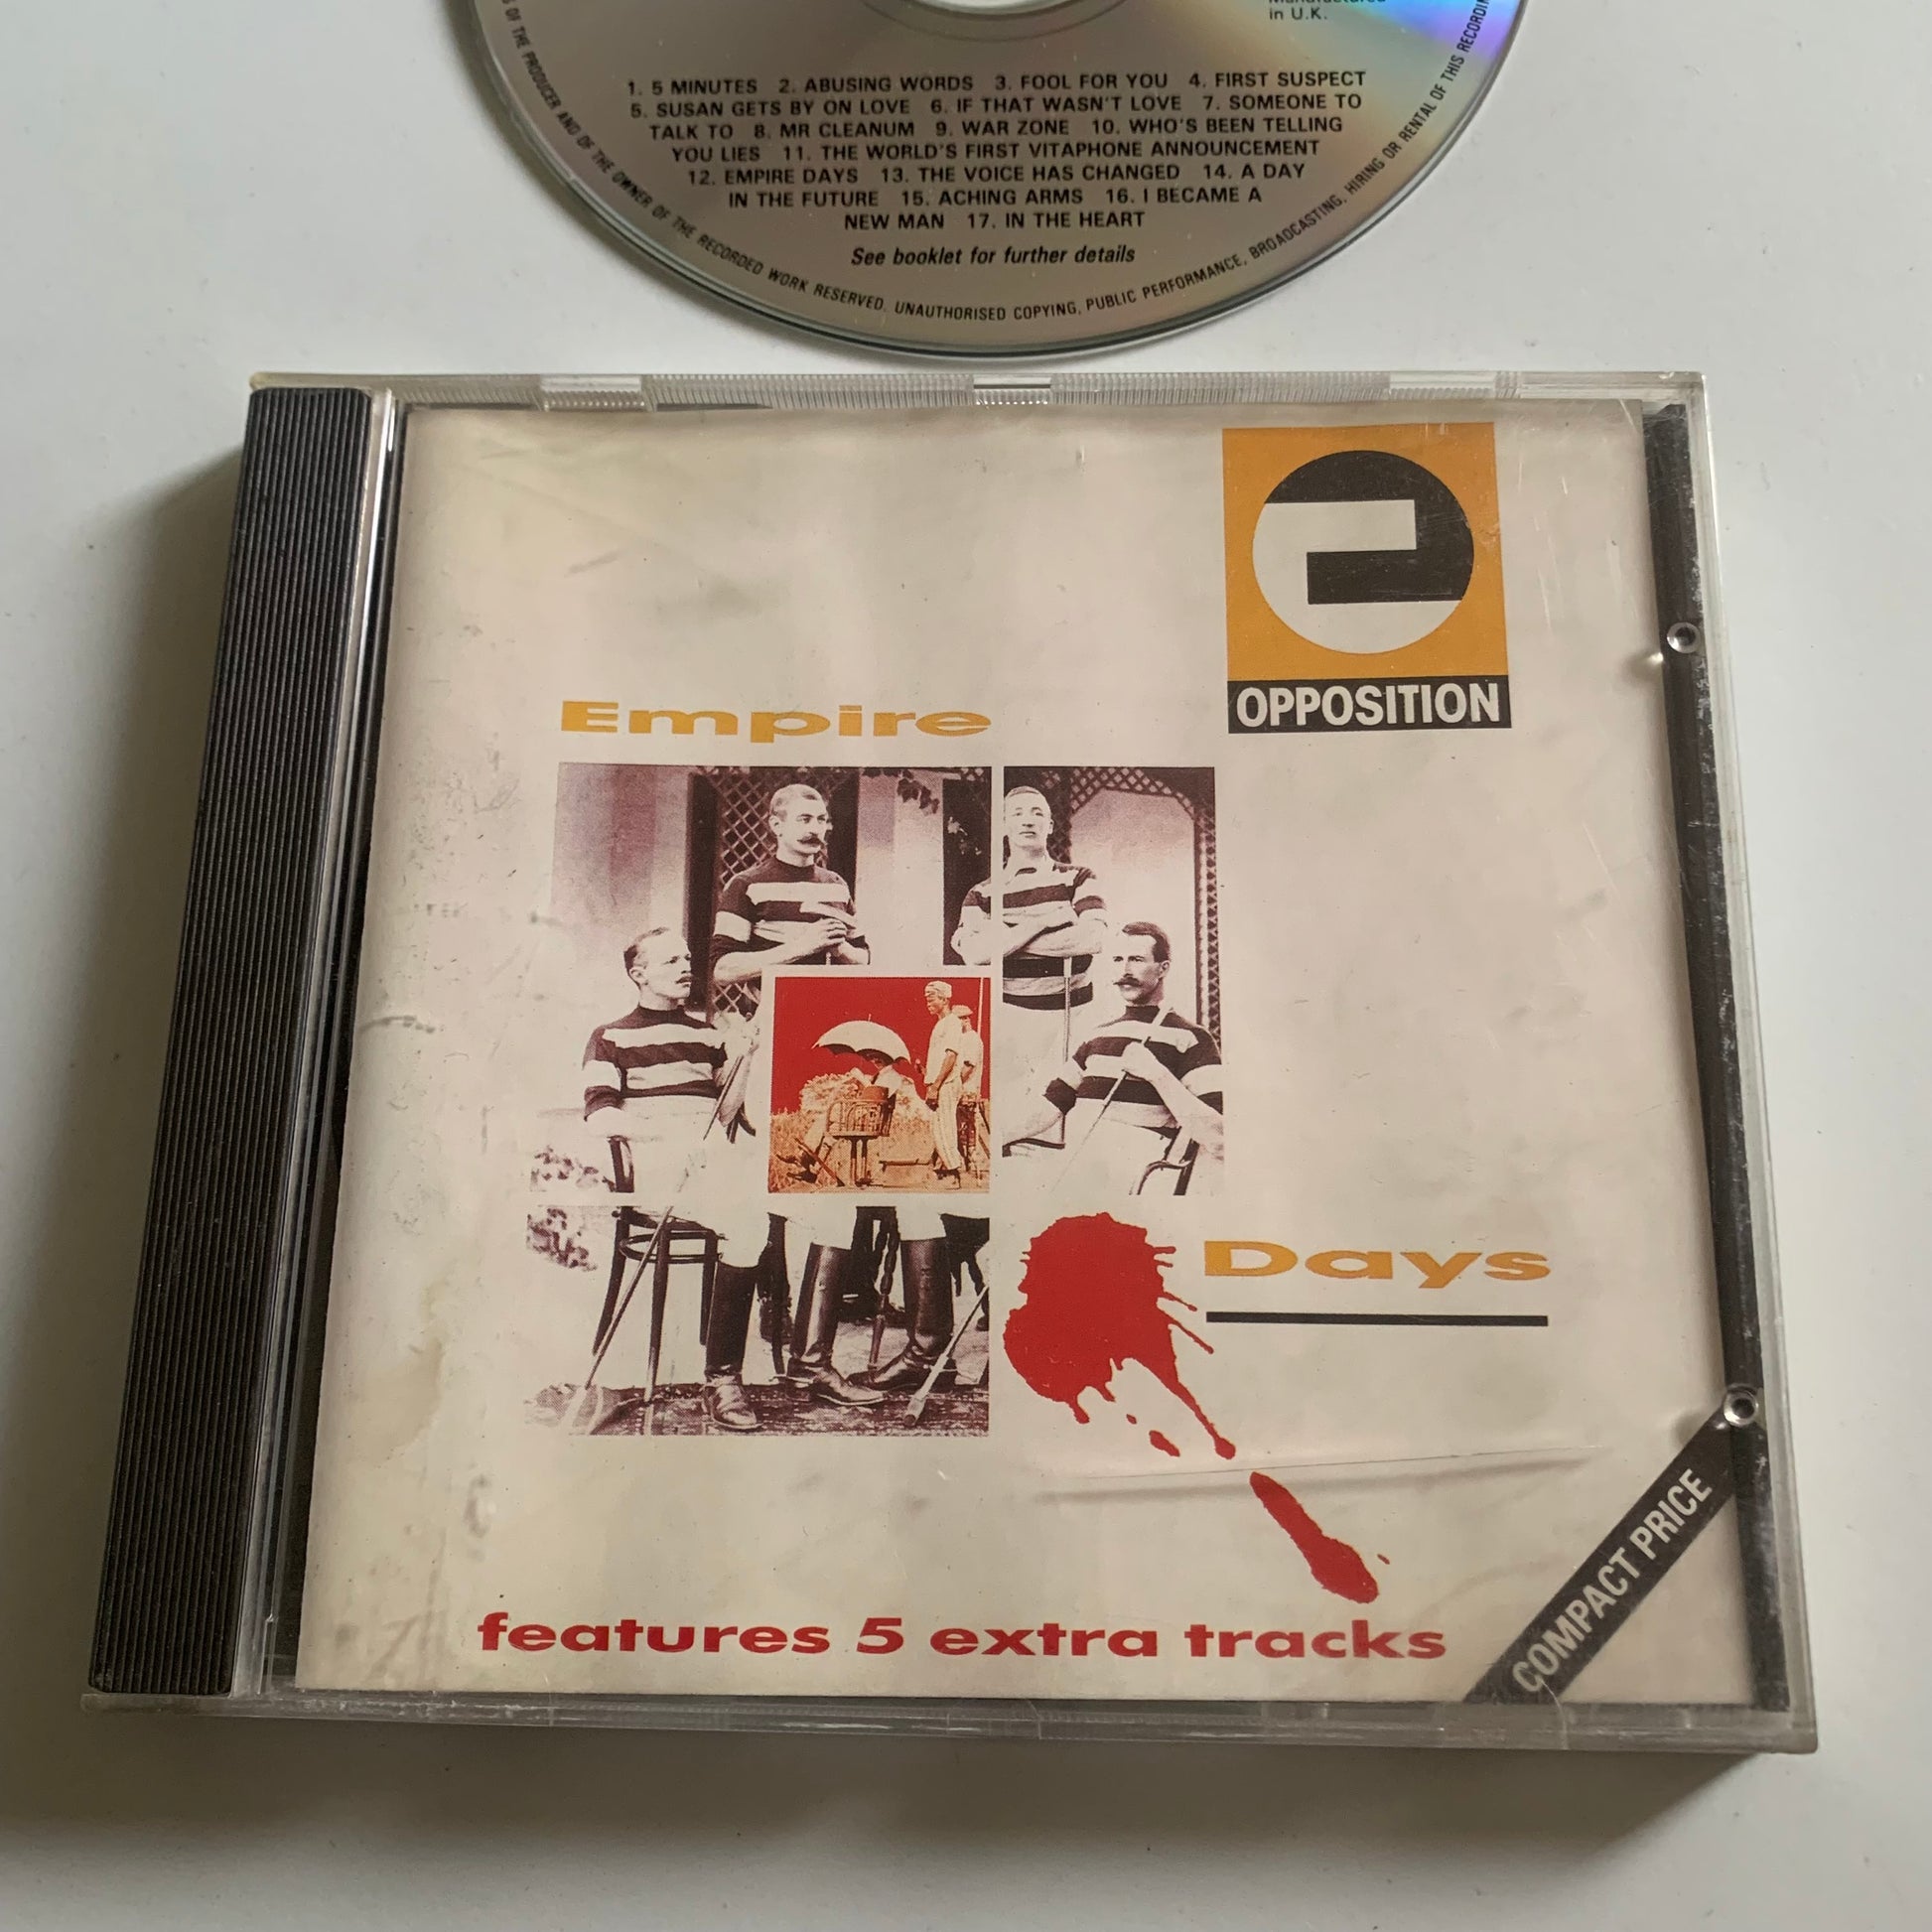 Manufactured
in U.K.
1. 5 MINUTES 2. ABUSING WORDS 3. FOOL FOR YOU 4. FIRST SUSPECT
5. SUSAN GETS BY ON LOVE 6. IF THAT WASN'T LOVE 7. SOMEONE TO
TALK TO 8. MR CLEANUM 9. WAR ZONE 10. WHO'S BEEN TELLING
YOU LIES 11. THE WORLD'S FIRST VITAPHONE ANNOUNCEMENT
12. EMPIRE DAYS 13. THE VOICE HAS CHANGED 14. A DAY
IN THE FUTURE 15. ACHING ARMS 16. I BECAME A
NEW MAN 17. IN THE HEART
See booklet for further details
OF THE PRODUCER AND OF THE OWNER OF THE RECORDED WORK RESERVED. UNAUTHORISED COPYING, PUBLIC PERFORMANCE, BROADCASTING, HIRING OR RENTAL OF THIS RECORDING
OPPOSITION
Empire
Days
features 5 extra tracks
COMPACT PRICE